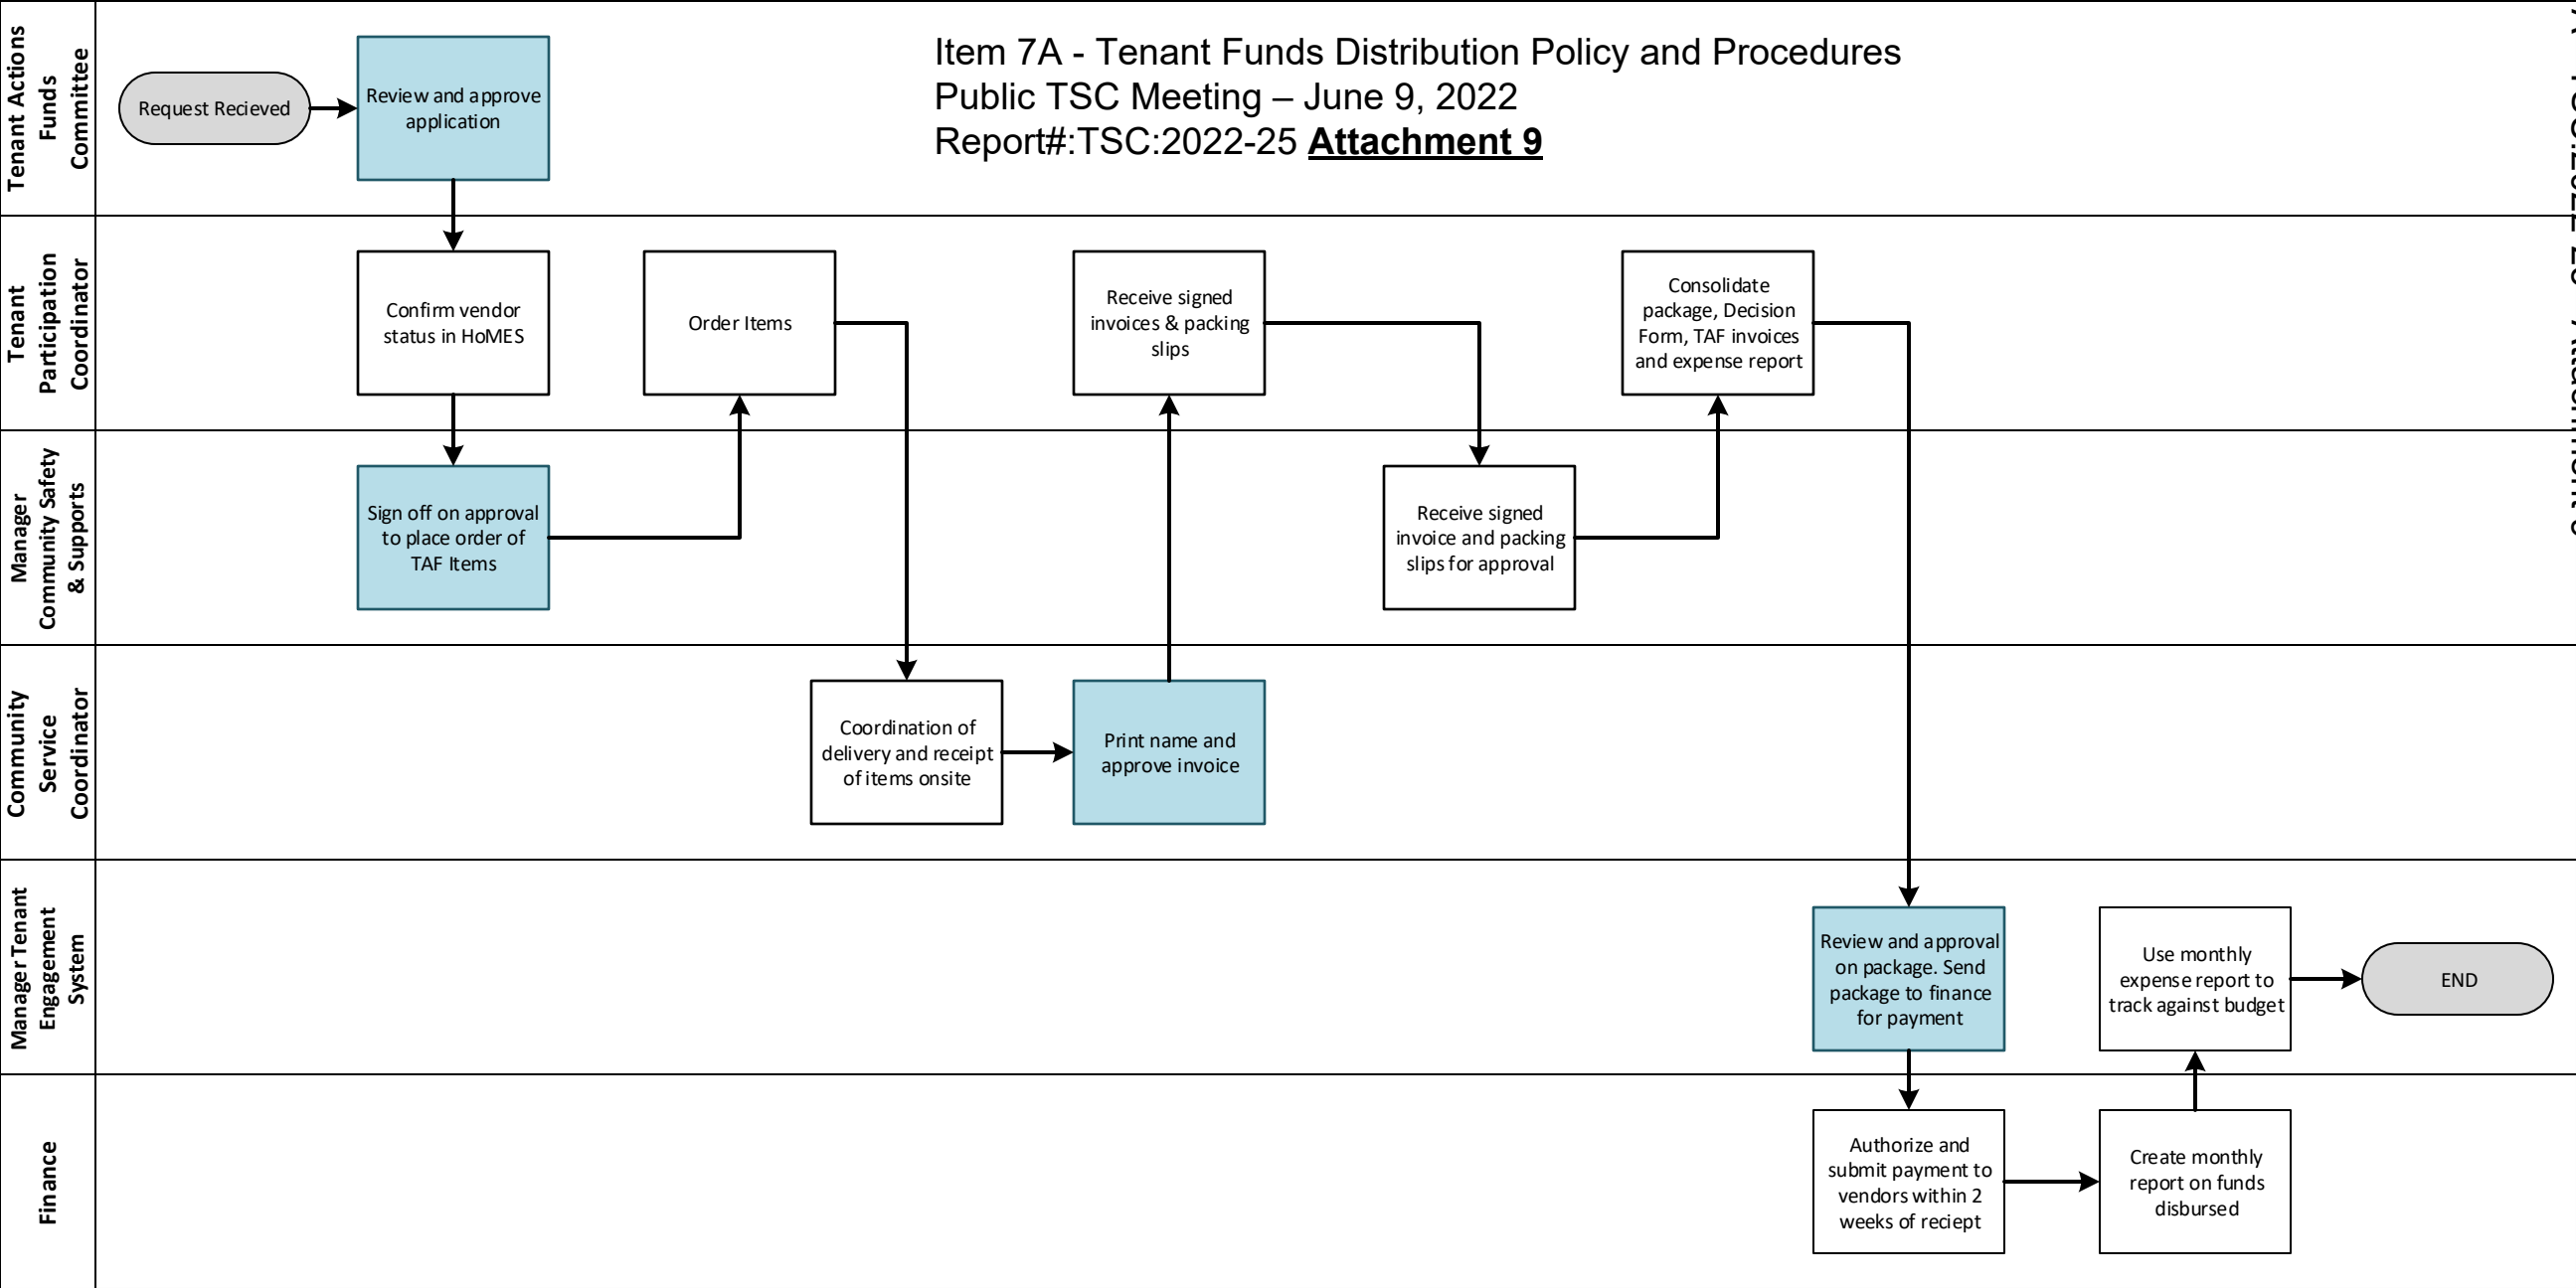 Item 7A - Tenant Funds Distribution Policy and Procedures
Public TSC Meeting – June 9, 2022
Report#:TSC:2022-25 Attachment 9
Tenant Actions
Funds
Committee
Request Recieved
Review and approve
application
Tenant
Participation
Coordinator
Confirm vendor
status in HoMES
Order Items
Receive signed
invoices & packing
slips
Consolidate
package, Decision
Form, TAF invoices
and expense report
Manager
Community Safety
& Supports
Sign off on approval
to place order of
TAF Items
Receive signed
invoice and packing
slips for approval
Community
Service
Coordinator
Coordination of
delivery and receipt
of items onsite
Print name and
approve invoice
Manager Tenant
Engagement
System
Review and approval
on package. Send
package to finance
for payment
Use monthly
expense report to
track against budget
END
Finance
Authorize and
submit payment to
vendors within 2
weeks of reciept
Create monthly
report on funds
disbursed